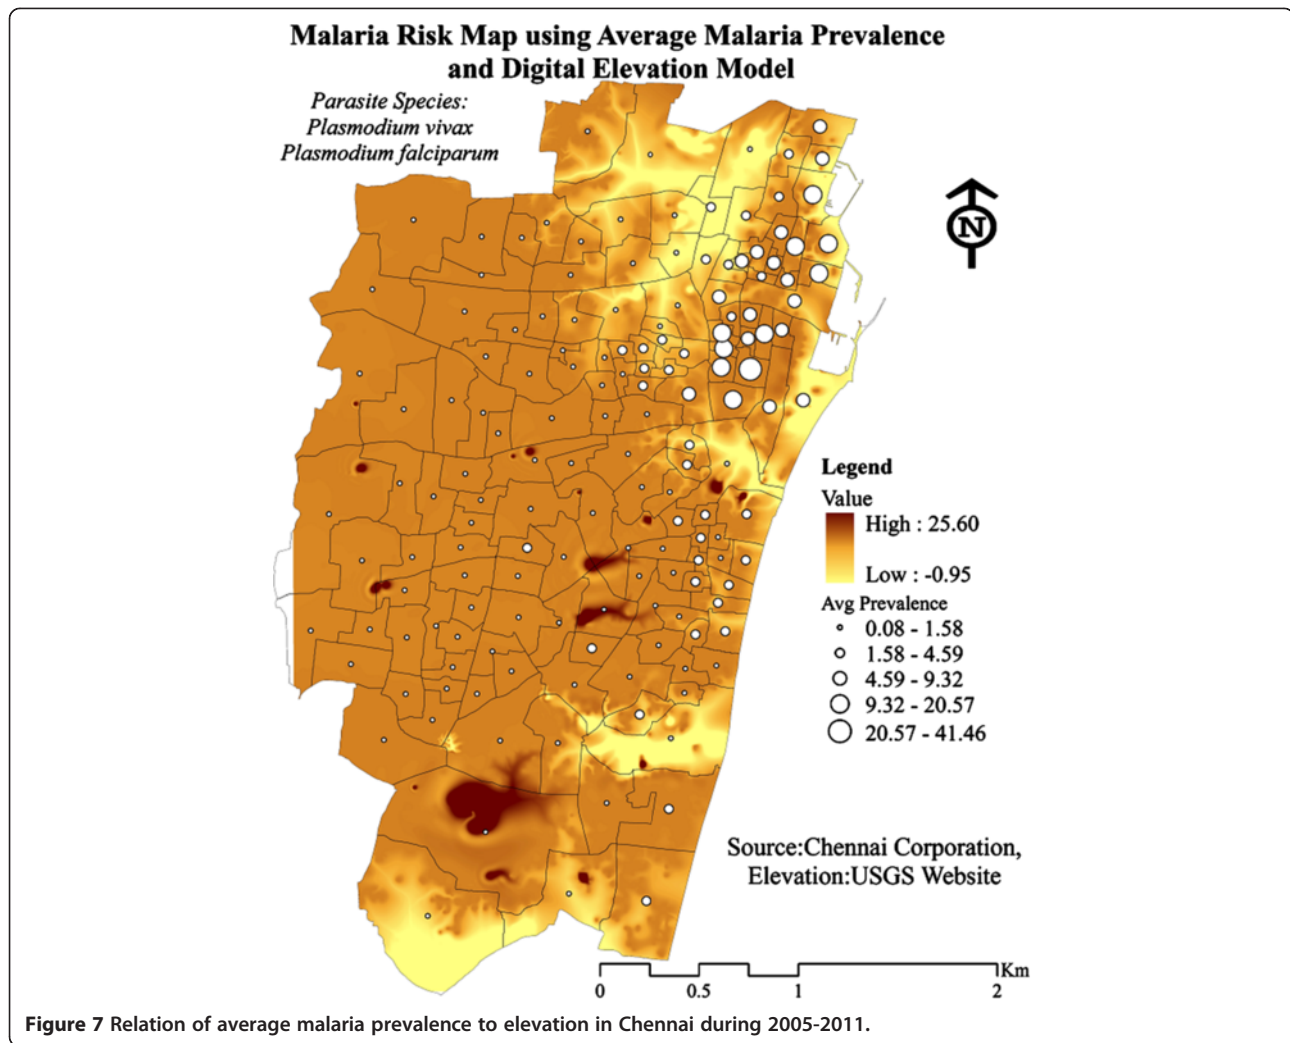 Malaria Risk Map using Average Malaria Prevalence
and Digital Elevation Model
Parasite Species:
Plasmodium vivax
Plasmodium falciparum
N
Legend
Value
High : 25.60
Low : -0.95
Avg Prevalence
0.08 - 1.58
1.58 - 4.59
4.59 - 9.32
9.32 - 20.57
20.57 - 41.46
Source:Chennai Corporation,
Elevation:USGS Website
Km
0 0.5 1 2
Figure 7 Relation of average malaria prevalence to elevation in Chennai during 2005-2011.